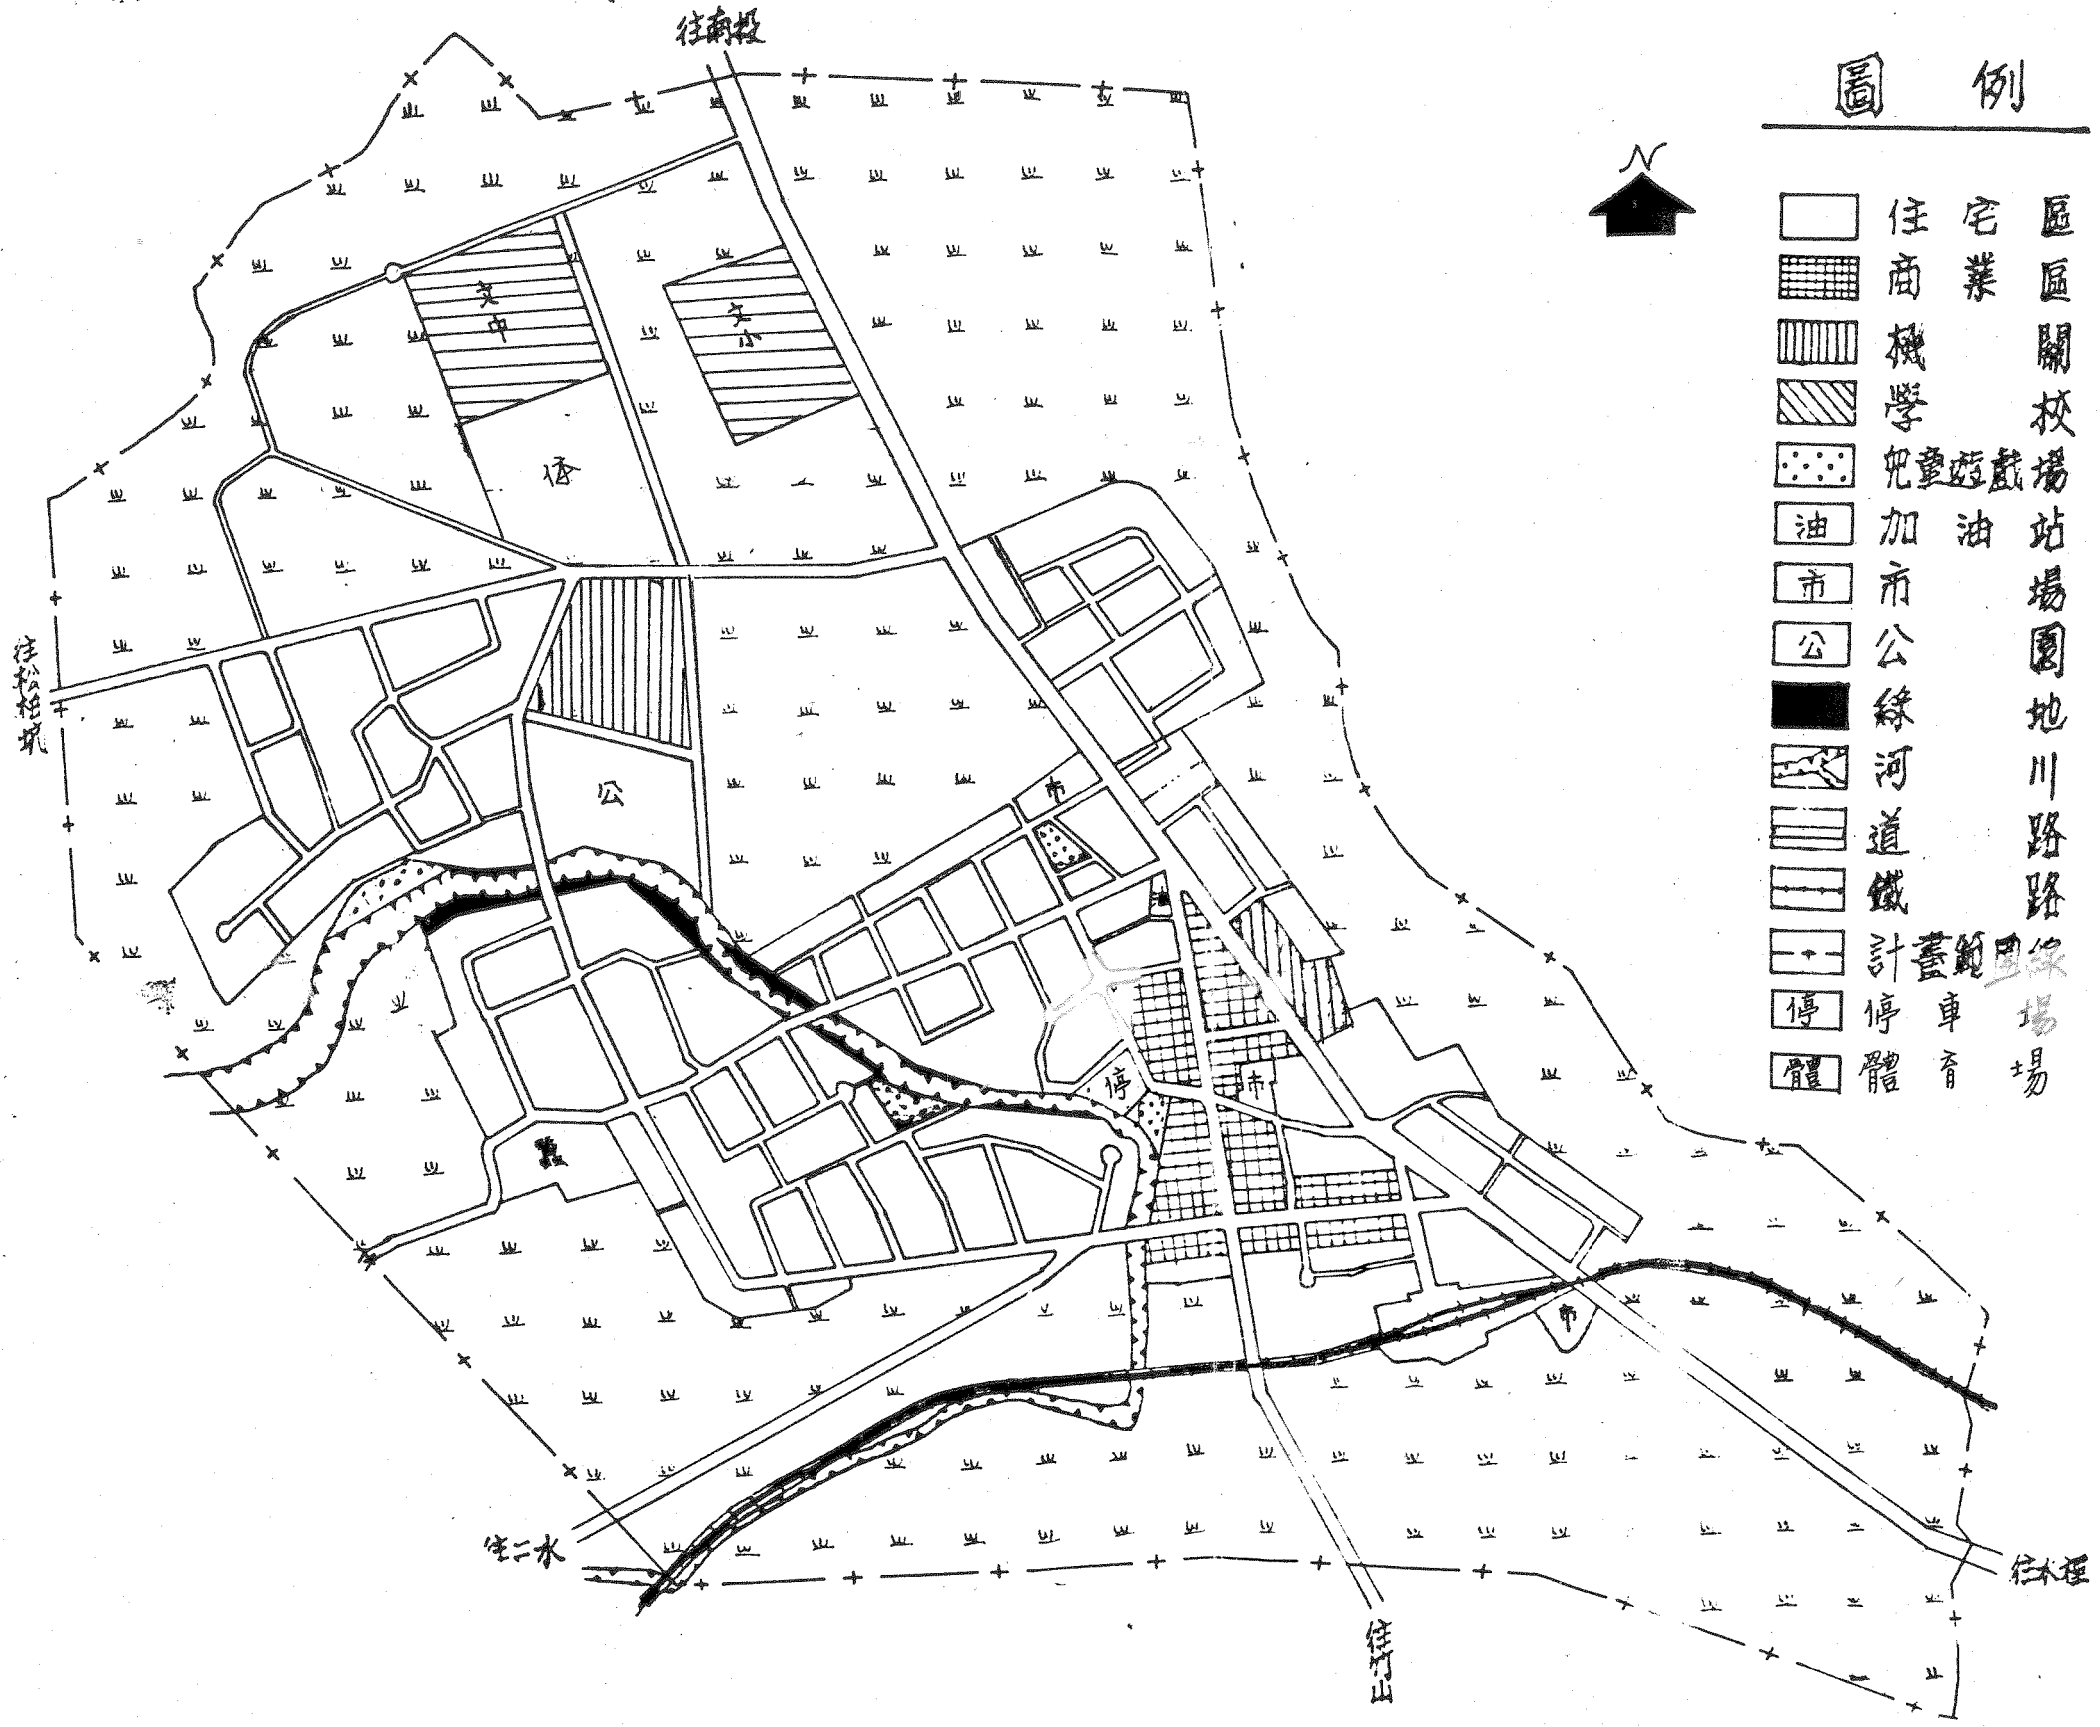 往南投
圖例
N
住宅區
商業區
機關
學校
兒童遊戲場
油 加油站
市 市場
公 公園
綠地
河川
道路
鐵路
計畫範圍線
停 停車場
體 體育場
文中
文小
往松柏坑
公
市
停
市
市
往二水
往水裡
往竹山